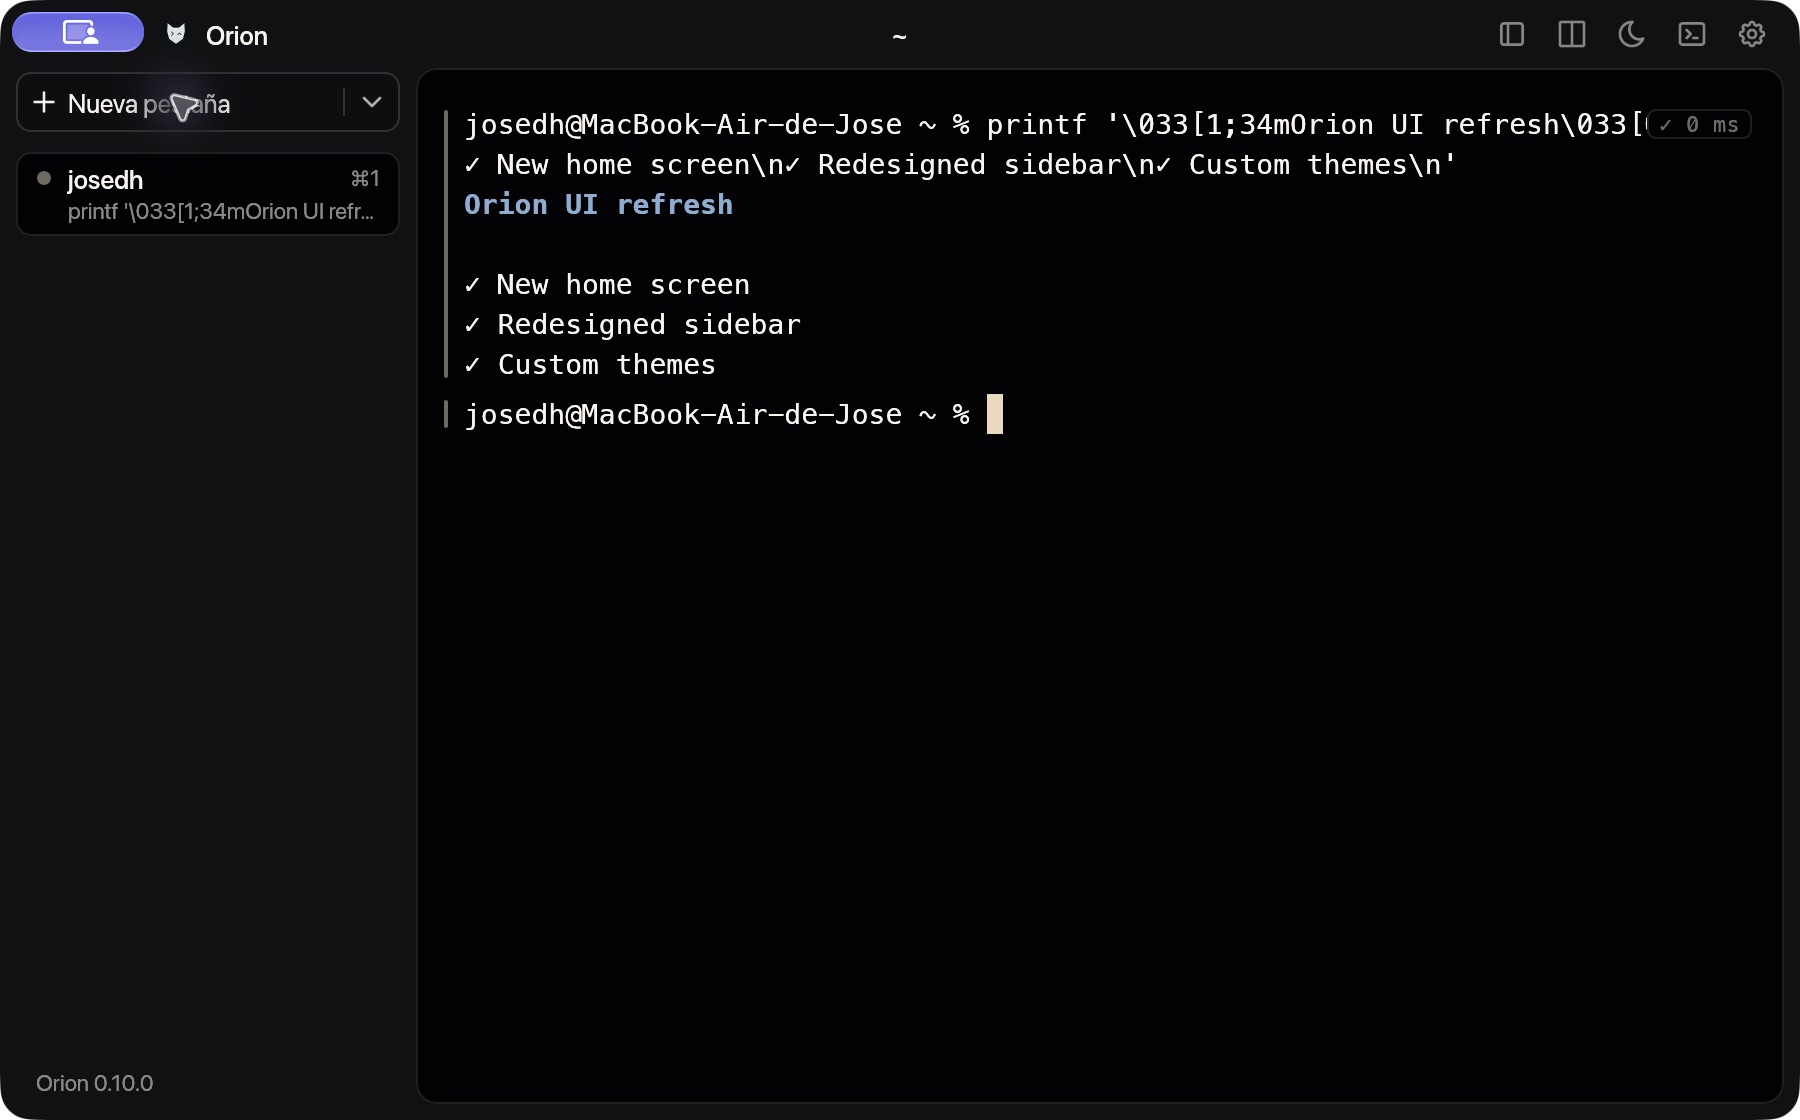 Orion
~
Nueva pestaña
josedh ⌘1
printf '\033[1;34mOrion UI refr...
josedh@MacBook-Air-de-Jose ~ % printf '\033[1;34mOrion UI refresh\033[
✓ 0 ms
✓ New home screen\n✓ Redesigned sidebar\n✓ Custom themes\n'
Orion UI refresh
✓ New home screen
✓ Redesigned sidebar
✓ Custom themes
josedh@MacBook-Air-de-Jose ~ %
Orion 0.10.0